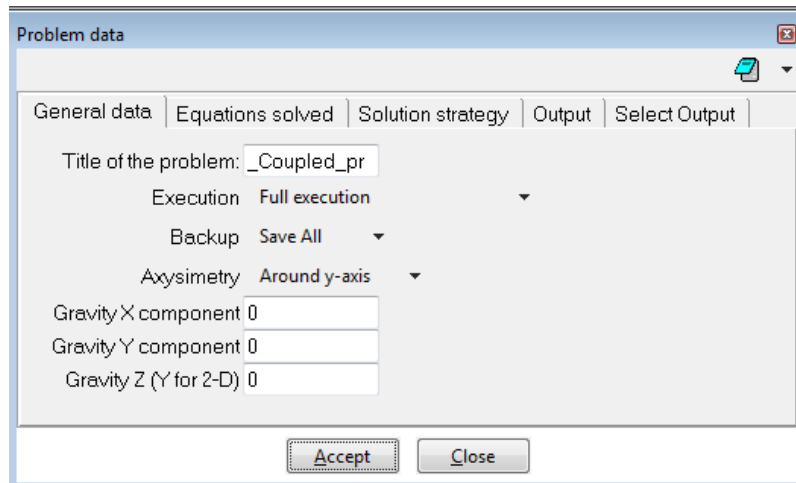 Problem data
General data Equations solved Solution strategy Output Select Output
Title of the problem: _Coupled_pr
Execution Full execution
Backup Save All
Axysimetry Around y-axis
Gravity X component 0
Gravity Y component 0
Gravity Z (Y for 2-D) 0
Accept Close